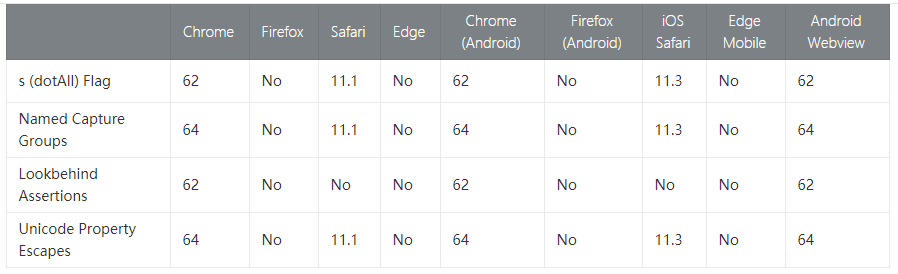 Chrome Firefox Safari Edge Chrome (Android) Firefox (Android) iOS Safari Edge Mobile Android Webview
s (dotAll) Flag 62 No 11.1 No 62 No 11.3 No 62
Named Capture Groups 64 No 11.1 No 64 No 11.3 No 64
Lookbehind Assertions 62 No No No 62 No No No 62
Unicode Property Escapes 64 No 11.1 No 64 No 11.3 No 64